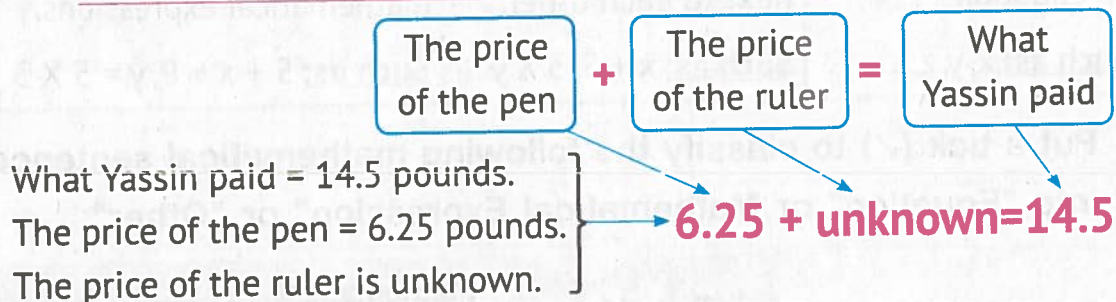 The price
of the pen
+
The price
of the ruler
=
What
Yassin paid
What Yassin paid = 14.5 pounds.
The price of the pen = 6.25 pounds.
The price of the ruler is unknown.
6.25 + unknown=14.5